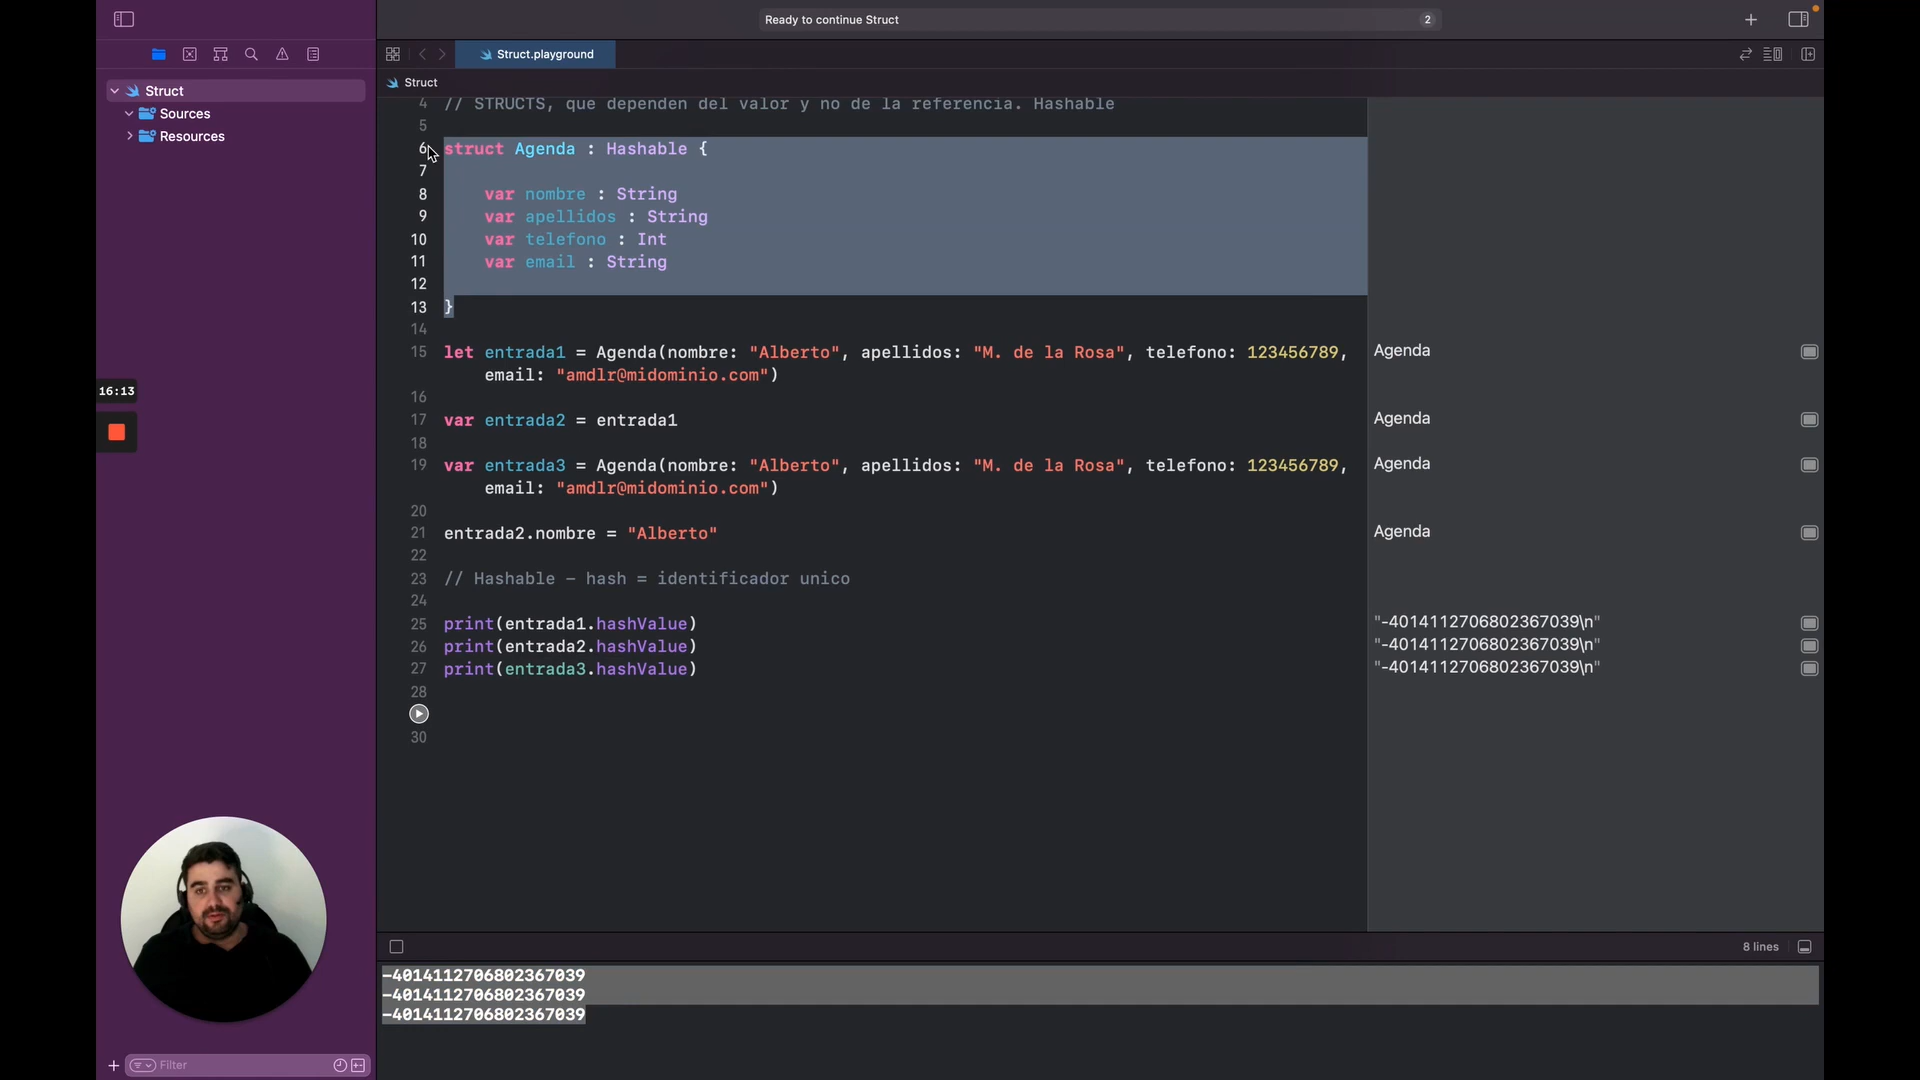 Ready to continue Struct
2
Struct.playground
Struct
Struct
Sources
Resources
4 // STRUCTS, que dependen del valor y no de la referencia. Hashable
5
6 struct Agenda : Hashable {
7
8 var nombre : String
9 var apellidos : String
10 var telefono : Int
11 var email : String
12
13 }
14
15 let entrada1 = Agenda(nombre: "Alberto", apellidos: "M. de la Rosa", telefono: 123456789,
email: "amdlr@midominio.com")
16
17 var entrada2 = entrada1
18
19 var entrada3 = Agenda(nombre: "Alberto", apellidos: "M. de la Rosa", telefono: 123456789,
email: "amdlr@midominio.com")
20
21 entrada2.nombre = "Alberto"
22
23 // Hashable - hash = identificador unico
24
25 print(entrada1.hashValue)
26 print(entrada2.hashValue)
27 print(entrada3.hashValue)
28
30
Agenda
Agenda
Agenda
Agenda
"-4014112706802367039\n"
"-4014112706802367039\n"
"-4014112706802367039\n"
16:13
8 lines
-4014112706802367039
-4014112706802367039
-4014112706802367039
Filter